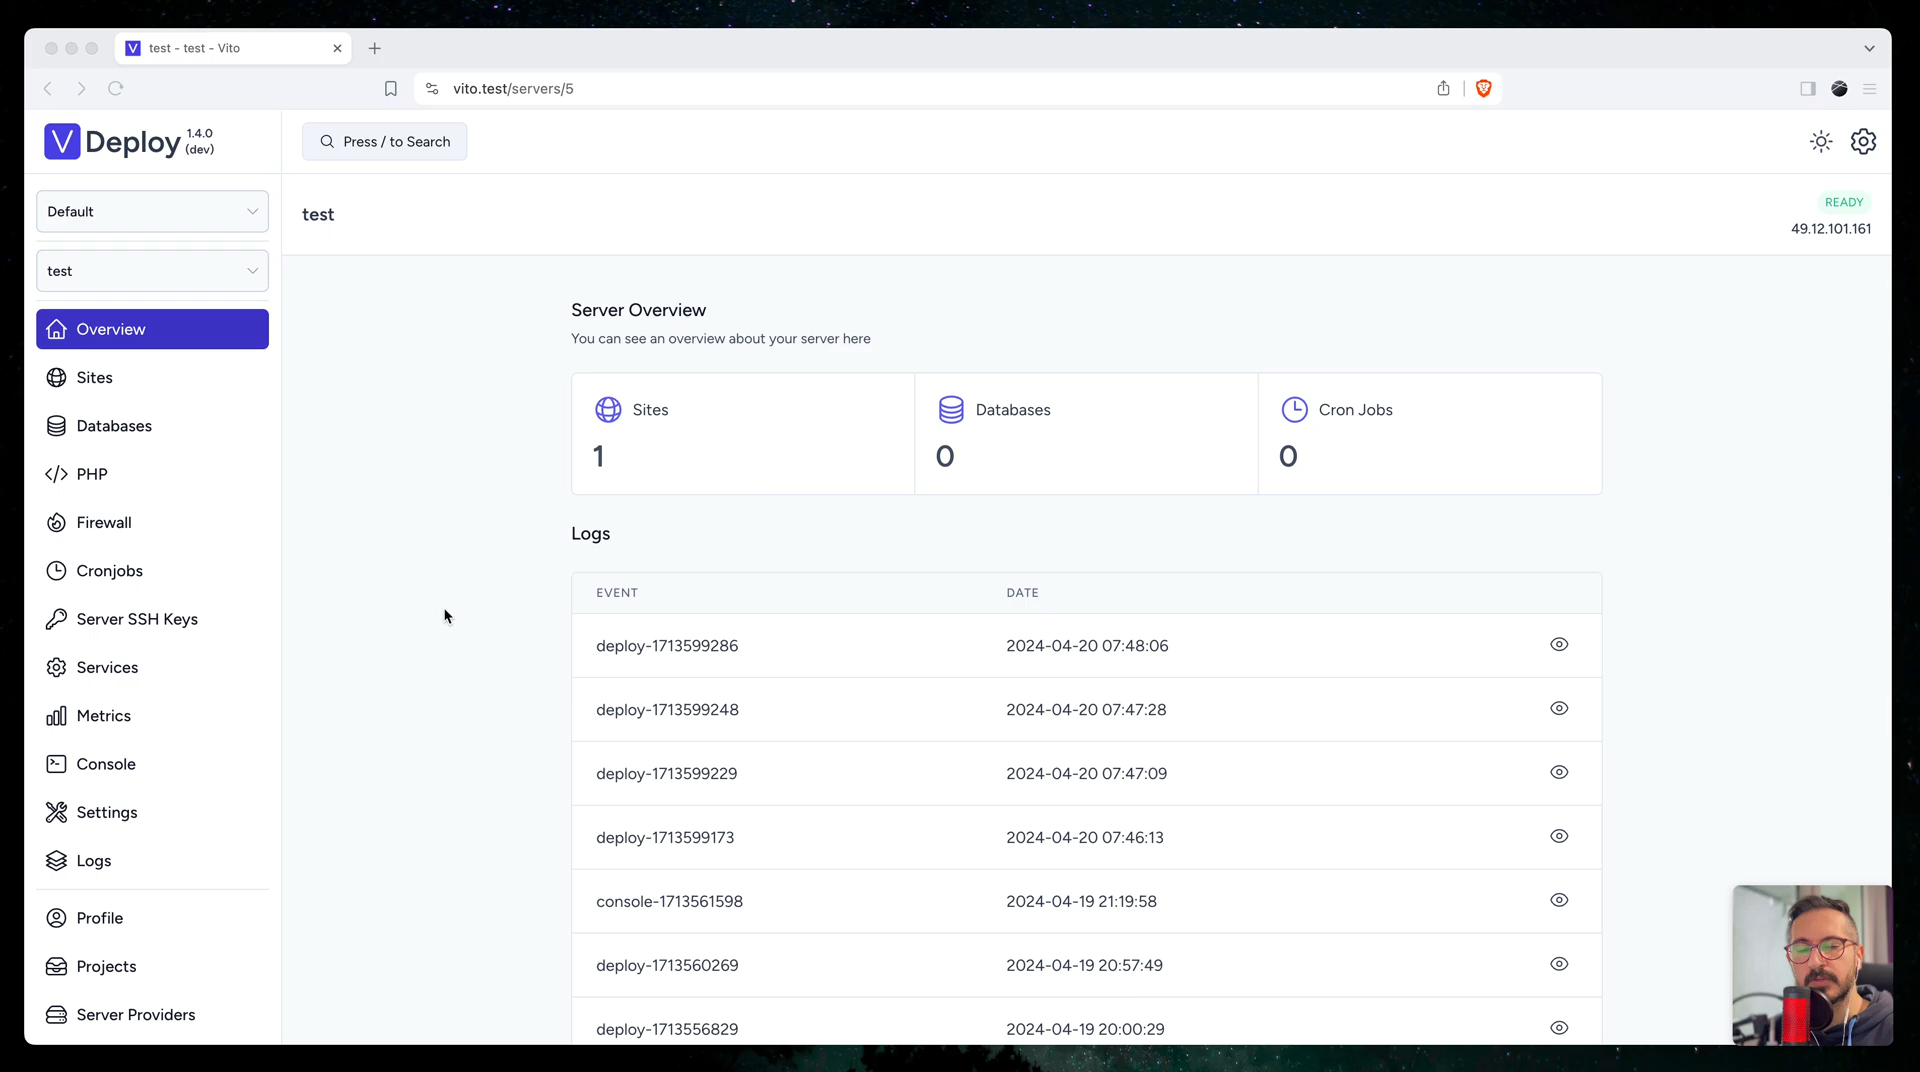 test - test - Vito
vito.test/servers/5
V Deploy 1.4.0 (dev)
Press / to Search
Default
test
test
READY
49.12.101.161
Overview
Sites
Databases
PHP
Firewall
Cronjobs
Server SSH Keys
Services
Metrics
Console
Settings
Logs
Profile
Projects
Server Providers
Server Overview
You can see an overview about your server here
Sites
1
Databases
0
Cron Jobs
0
Logs
EVENT DATE
deploy-1713599286 2024-04-20 07:48:06
deploy-1713599248 2024-04-20 07:47:28
deploy-1713599229 2024-04-20 07:47:09
deploy-1713599173 2024-04-20 07:46:13
console-1713561598 2024-04-19 21:19:58
deploy-1713560269 2024-04-19 20:57:49
deploy-1713556829 2024-04-19 20:00:29